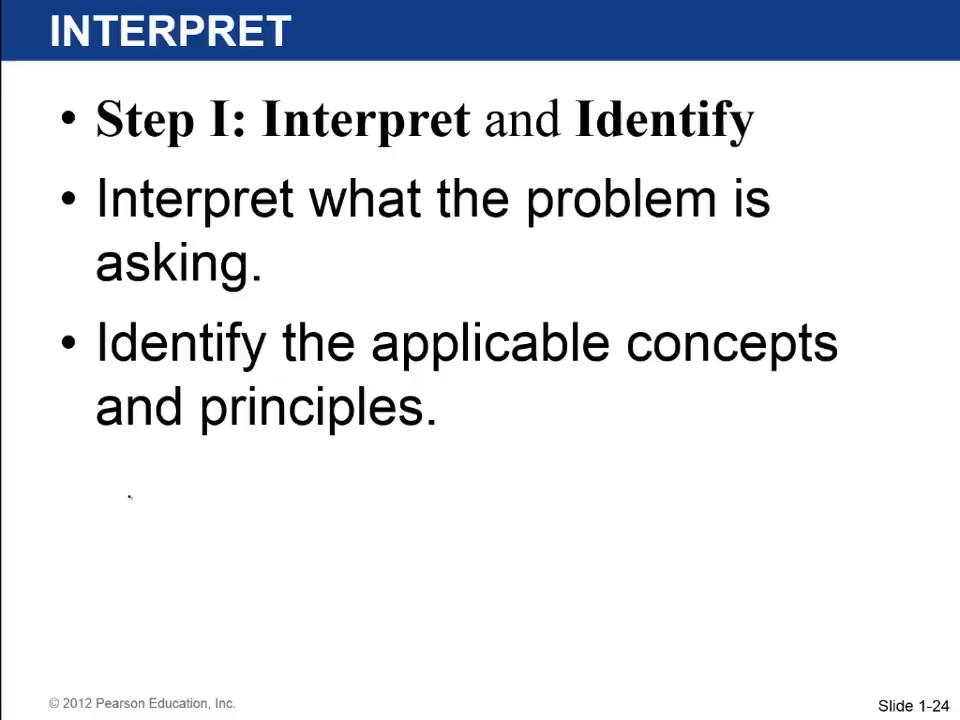 INTERPRET
• Step I: Interpret and Identify
• Interpret what the problem is
asking.
• Identify the applicable concepts
and principles.
© 2012 Pearson Education, Inc.
Slide 1-24